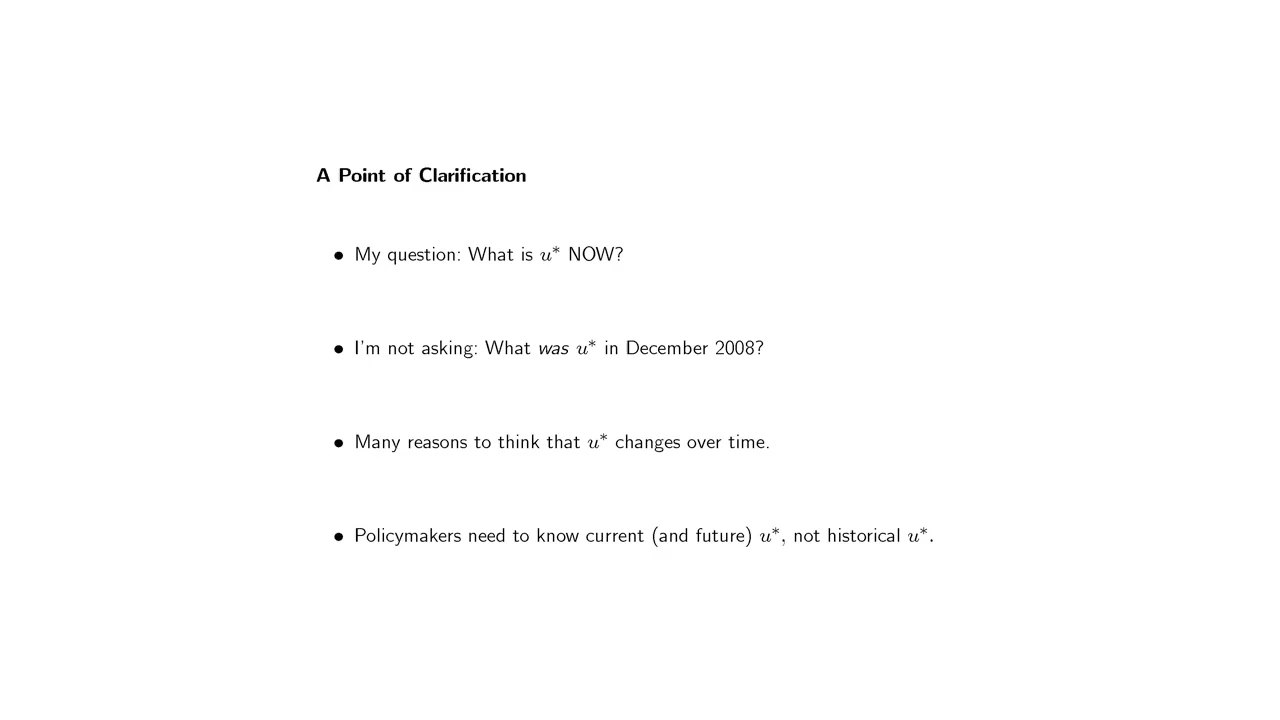 A Point of Clarification
• My question: What is u* NOW?
• I'm not asking: What was u* in December 2008?
• Many reasons to think that u* changes over time.
• Policymakers need to know current (and future) u*, not historical u*.